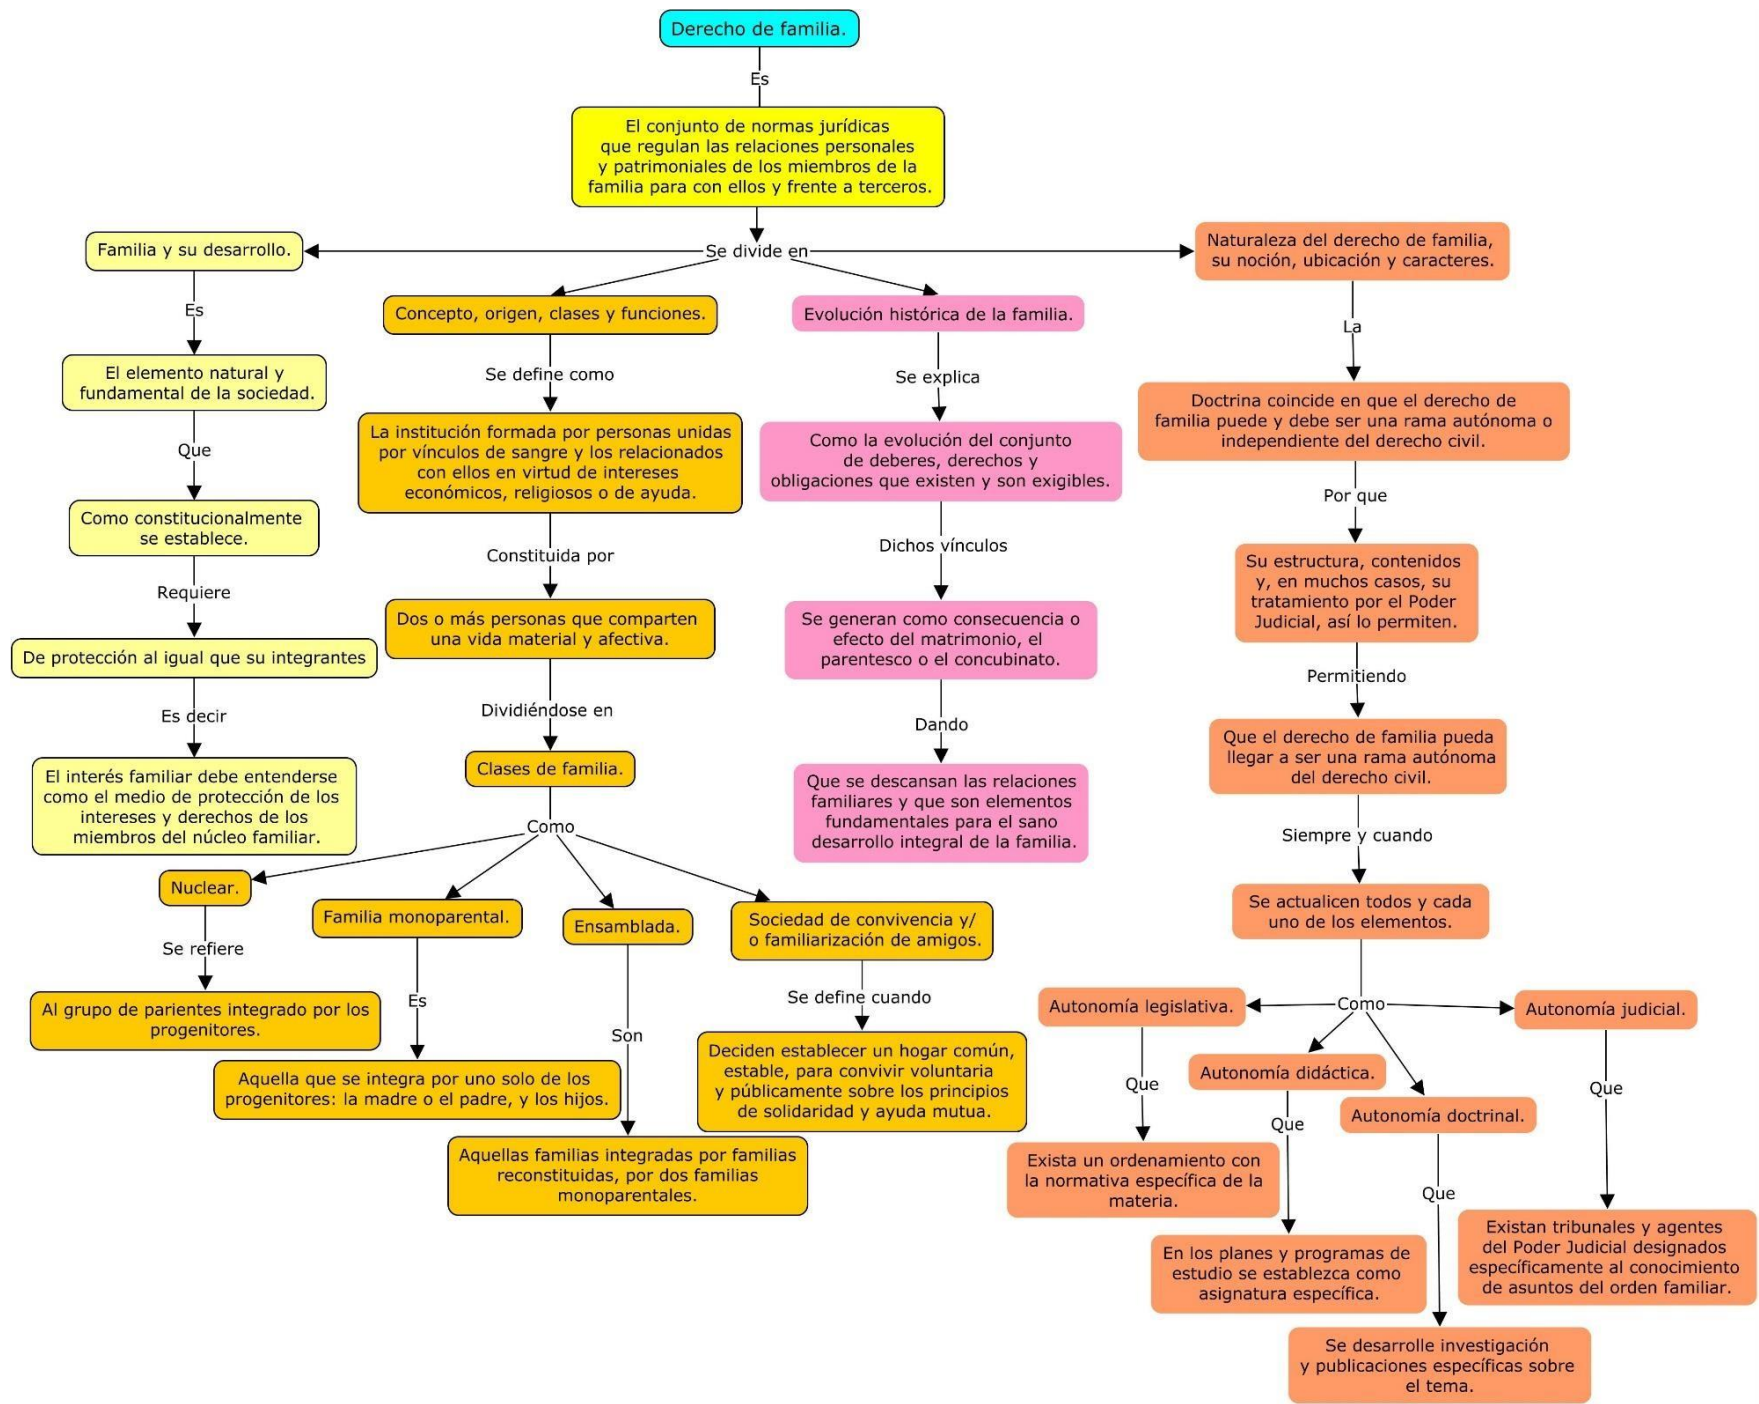 Derecho de familia.
Es
El conjunto de normas jurídicas
que regulan las relaciones personales
y patrimoniales de los miembros de la
familia para con ellos y frente a terceros.
Se divide en
Familia y su desarrollo.
Es
El elemento natural y
fundamental de la sociedad.
Que
Como constitucionalmente
se establece.
Requiere
De protección al igual que su integrantes
Es decir
El interés familiar debe entenderse
como el medio de protección de los
intereses y derechos de los
miembros del núcleo familiar.
Concepto, origen, clases y funciones.
Se define como
La institución formada por personas unidas
por vínculos de sangre y los relacionados
con ellos en virtud de intereses
económicos, religiosos o de ayuda.
Constituida por
Dos o más personas que comparten
una vida material y afectiva.
Dividiéndose en
Clases de familia.
Como
Nuclear.
Se refiere
Al grupo de parientes integrado por los
progenitores.
Familia monoparental.
Es
Aquella que se integra por uno solo de los
progenitores: la madre o el padre, y los hijos.
Ensamblada.
Son
Aquellas familias integradas por familias
reconstituidas, por dos familias
monoparentales.
Sociedad de convivencia y/
o familiarización de amigos.
Se define cuando
Deciden establecer un hogar común,
estable, para convivir voluntaria
y públicamente sobre los principios
de solidaridad y ayuda mutua.
Evolución histórica de la familia.
Se explica
Como la evolución del conjunto
de deberes, derechos y
obligaciones que existen y son exigibles.
Dichos vínculos
Se generan como consecuencia o
efecto del matrimonio, el
parentesco o el concubinato.
Dando
Que se descansan las relaciones
familiares y que son elementos
fundamentales para el sano
desarrollo integral de la familia.
Naturaleza del derecho de familia,
su noción, ubicación y caracteres.
La
Doctrina coincide en que el derecho de
familia puede y debe ser una rama autónoma o
independiente del derecho civil.
Por que
Su estructura, contenidos
y, en muchos casos, su
tratamiento por el Poder
Judicial, así lo permiten.
Permitiendo
Que el derecho de familia pueda
llegar a ser una rama autónoma
del derecho civil.
Siempre y cuando
Se actualicen todos y cada
uno de los elementos.
Como
Autonomía legislativa.
Que
Exista un ordenamiento con
la normativa específica de la
materia.
Autonomía didáctica.
Que
En los planes y programas de
estudio se establezca como
asignatura específica.
Autonomía doctrinal.
Que
Se desarrolle investigación
y publicaciones específicas sobre
el tema.
Autonomía judicial.
Que
Existan tribunales y agentes
del Poder Judicial designados
específicamente al conocimiento
de asuntos del orden familiar.